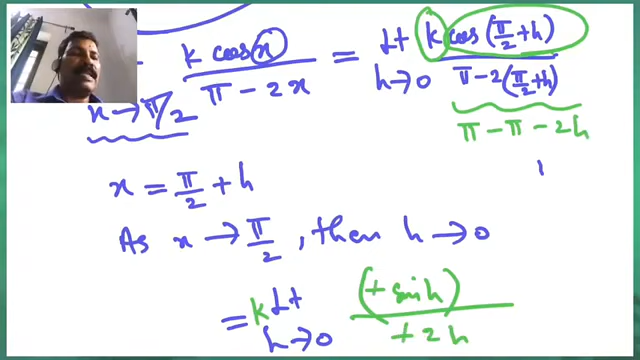 k cos x / π - 2x = Lt h→0 k cos(π/2 + h) / π - 2(π/2 + h)
x → π/2
π - π - 2h
x = π/2 + h
As x → π/2, then h → 0
= k Lt h→0 (+ sin h) / + 2h